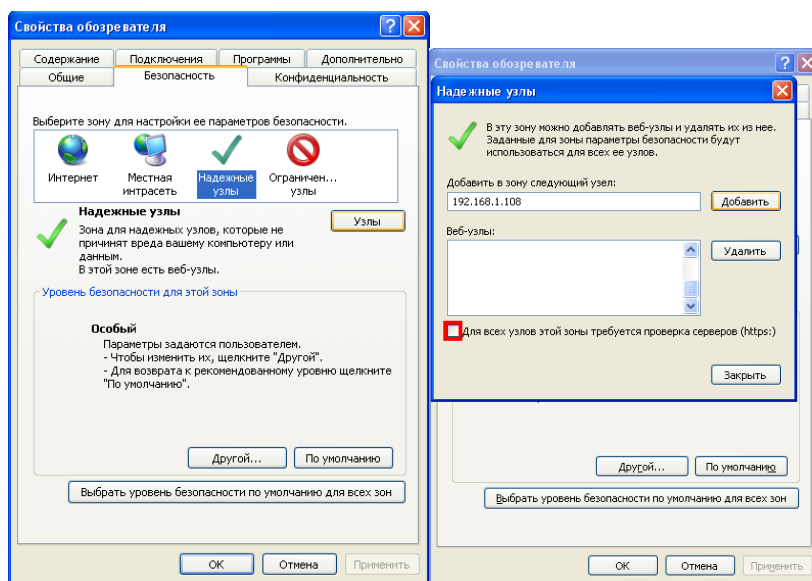 Свойства обозревателя
Содержание
Подключения
Программы
Дополнительно
Общие
Безопасность
Конфиденциальность
Выберите зону для настройки ее параметров безопасности.
Интернет
Местная
интрасеть
Надежные
узлы
Ограничен...
узлы
Надежные узлы
Узлы
Зона для надежных узлов, которые не
причинят вреда вашему компьютеру или
данным.
В этой зоне есть веб-узлы.
Уровень безопасности для этой зоны
Особый
Параметры задаются пользователем.
- Чтобы изменить их, щелкните "Другой".
- Для возврата к рекомендованному уровню щелкните
"По умолчанию".
Другой...
По умолчанию
Выбрать уровень безопасности по умолчанию для всех зон
OK
Отмена
Применить
Свойства обозревателя
Надежные узлы
В эту зону можно добавлять веб-узлы и удалять их из нее.
Заданные для зоны параметры безопасности будут
использоваться для всех ее узлов.
Добавить в зону следующий узел:
192.168.1.108
Добавить
Веб-узлы:
Удалить
Для всех узлов этой зоны требуется проверка серверов (https:)
Закрыть
Другой...
По умолчанию
Выбрать уровень безопасности по умолчанию для всех зон
OK
Отмена
Применить